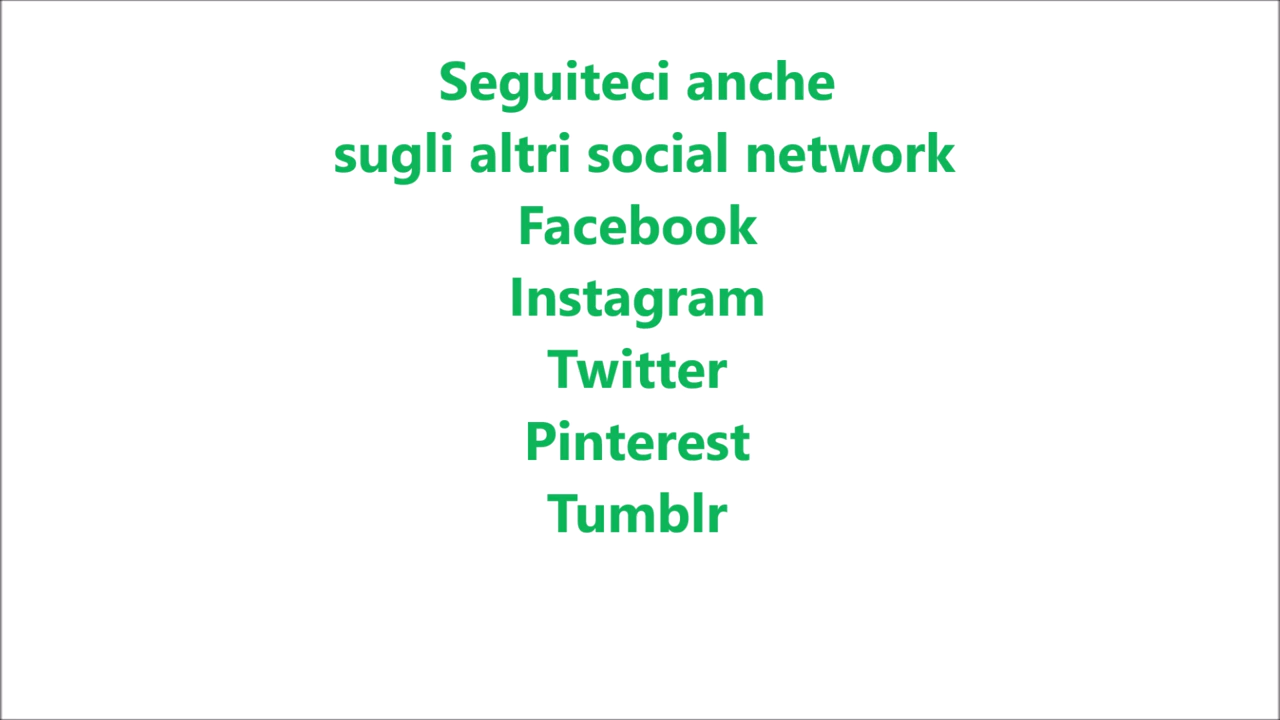 Seguiteci anche
sugli altri social network
Facebook
Instagram
Twitter
Pinterest
Tumblr